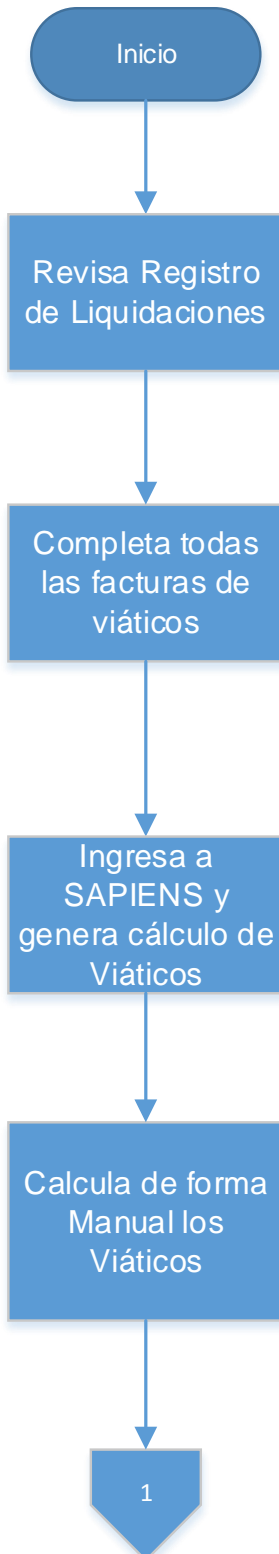 Inicio
Revisa Registro
de Liquidaciones
Completa todas
las facturas de
viáticos
Ingresa a
SAPIENS y
genera cálculo de
Viáticos
Calcula de forma
Manual los
Viáticos
1